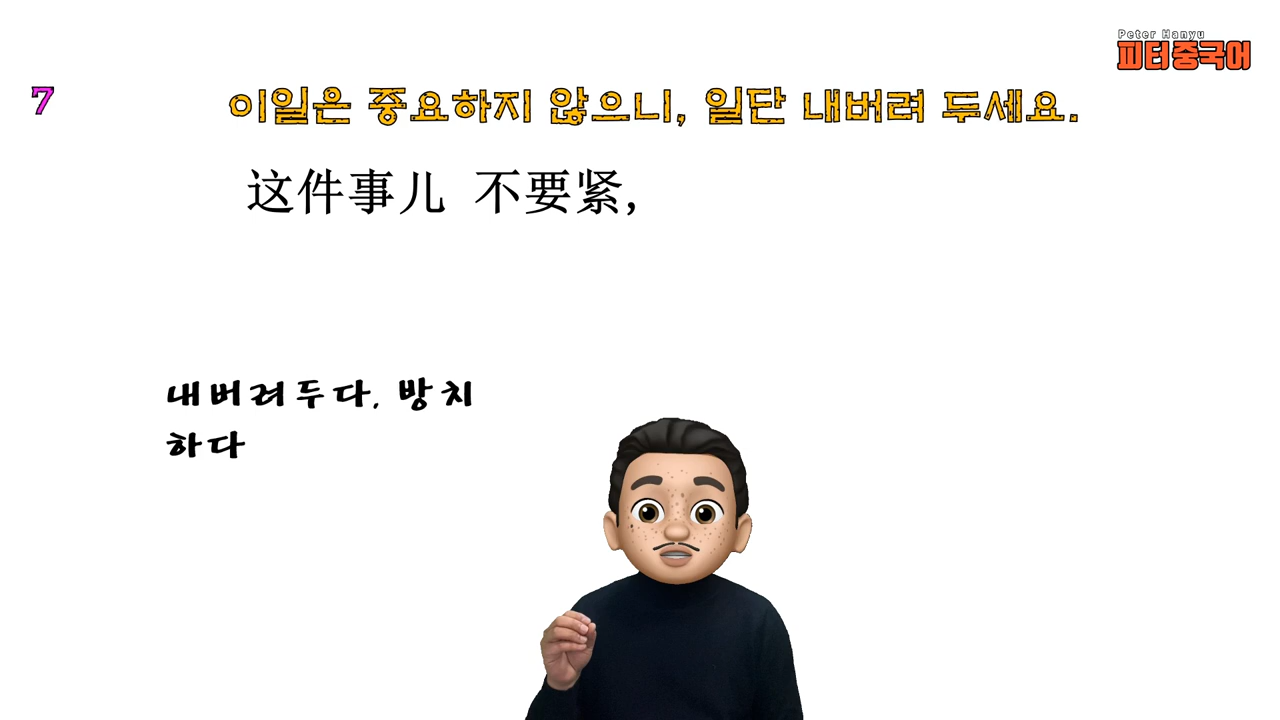 Peter Hanyu
피터중국어
7
이일은 중요하지 않으니, 일단 내버려 두세요.
这件事儿 不要紧,
내버려두다, 방치
하다